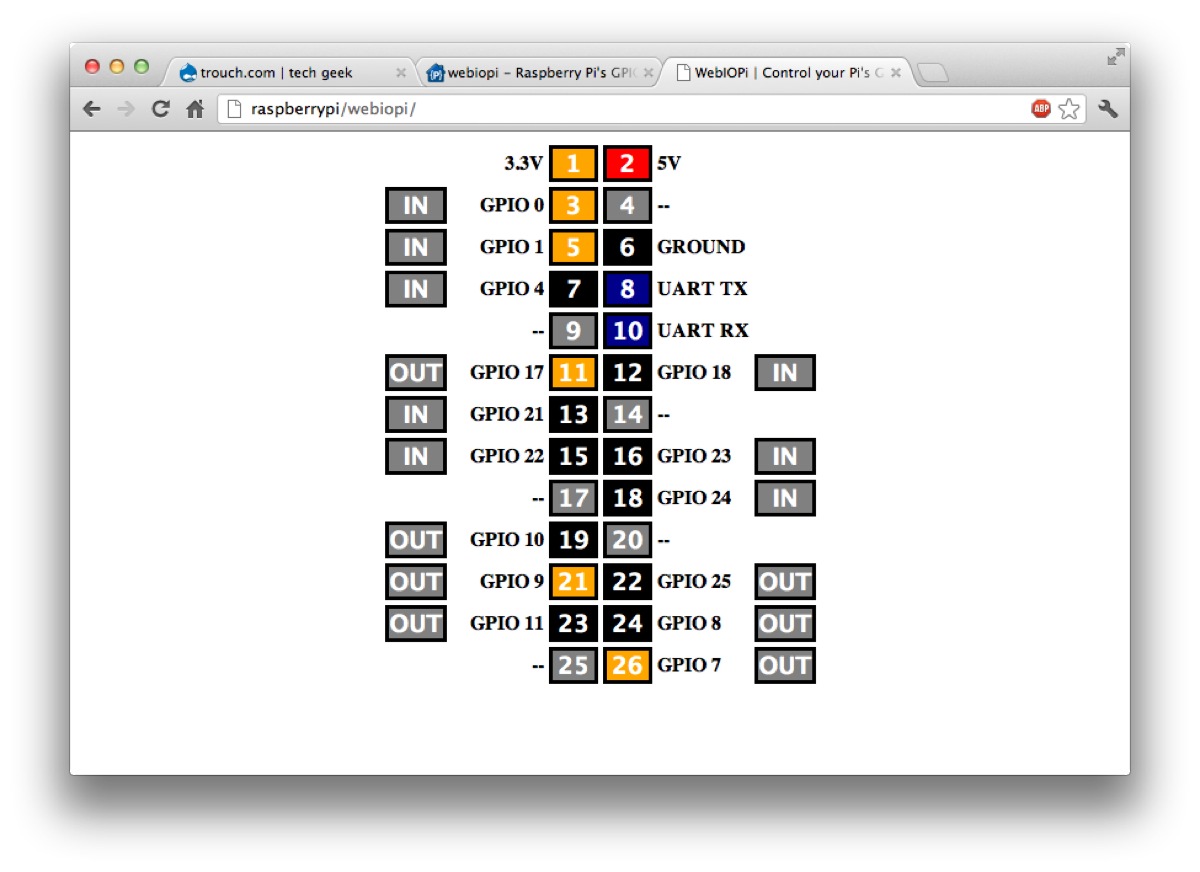 trouch.com | tech geek webiopi - Raspberry Pi's GPI WebIOPi | Control your Pi's G
raspberrypi/webiopi/ ABP
3.3V 1 2 5V
IN GPIO 0 3 4 --
IN GPIO 1 5 6 GROUND
IN GPIO 4 7 8 UART TX
-- 9 10 UART RX
OUT GPIO 17 11 12 GPIO 18 IN
IN GPIO 21 13 14 --
IN GPIO 22 15 16 GPIO 23 IN
-- 17 18 GPIO 24 IN
OUT GPIO 10 19 20 --
OUT GPIO 9 21 22 GPIO 25 OUT
OUT GPIO 11 23 24 GPIO 8 OUT
-- 25 26 GPIO 7 OUT